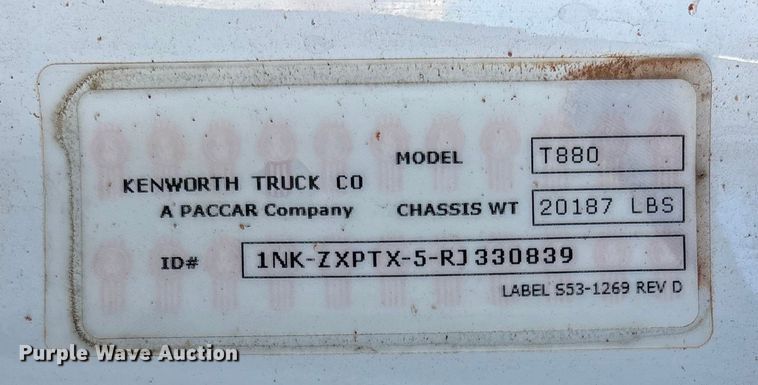 MODEL T880
KENWORTH TRUCK CO
A PACCAR Company CHASSIS WT 20187 LBS
ID# 1NK-ZXPTX-5-RJ330839
LABEL S53-1269 REV D
Purple Wave Auction